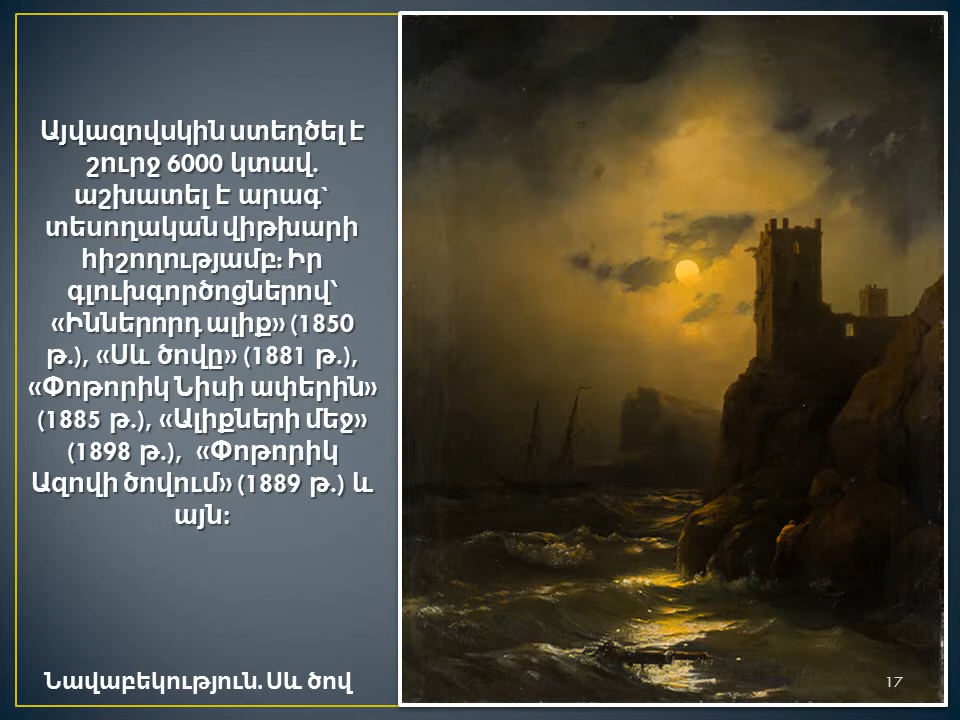 Այվազովսկին ստեղծել է
շուրջ 6000 կտավ.
աշխատել է արագ`
տեսողական վիթխարի
հիշողությամբ: Իր
գլուխգործոցներով՝
«Իններորդ ալիք» (1850
թ.), «Սև ծովը» (1881 թ.),
«Փոթորիկ Նիսի ափերին»
(1885 թ.), «Ալիքների մեջ»
(1898 թ.), «Փոթորիկ
Ազովի ծովում» (1889 թ.) և
այն:
Նավաբեկություն. Սև ծով
17